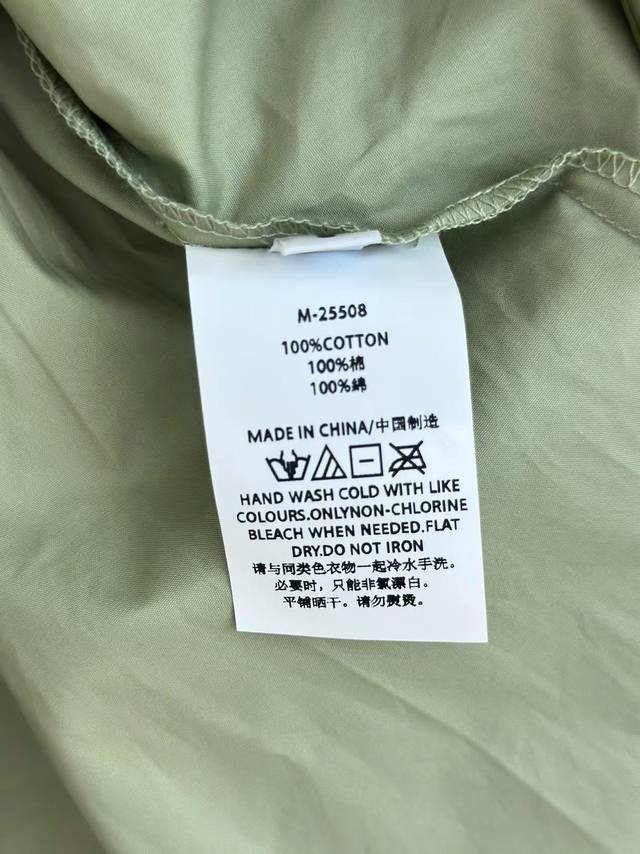 M-25508
100%COTTON
100%棉
100%綿
MADE IN CHINA/中国制造
HAND WASH COLD WITH LIKE
COLOURS.ONLYNON-CHLORINE
BLEACH WHEN NEEDED.FLAT
DRY.DO NOT IRON
请与同类色衣物一起冷水手洗。
必要时，只能非氯漂白。
平铺晒干。请勿熨烫。